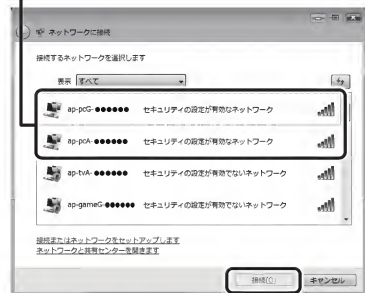 ネットワークに接続
接続するネットワークを選択します
表示 すべて
ap-pcG-●●●●●● セキュリティの設定が有効なネットワーク
ap-pcA-●●●●●● セキュリティの設定が有効なネットワーク
ap-tvA-●●●●●● セキュリティの設定が有効でないネットワーク
ap-gameG-●●●●●● セキュリティの設定が有効でないネットワーク
接続またはネットワークをセットアップします
ネットワークと共有センターを開きます
接続(O) キャンセル